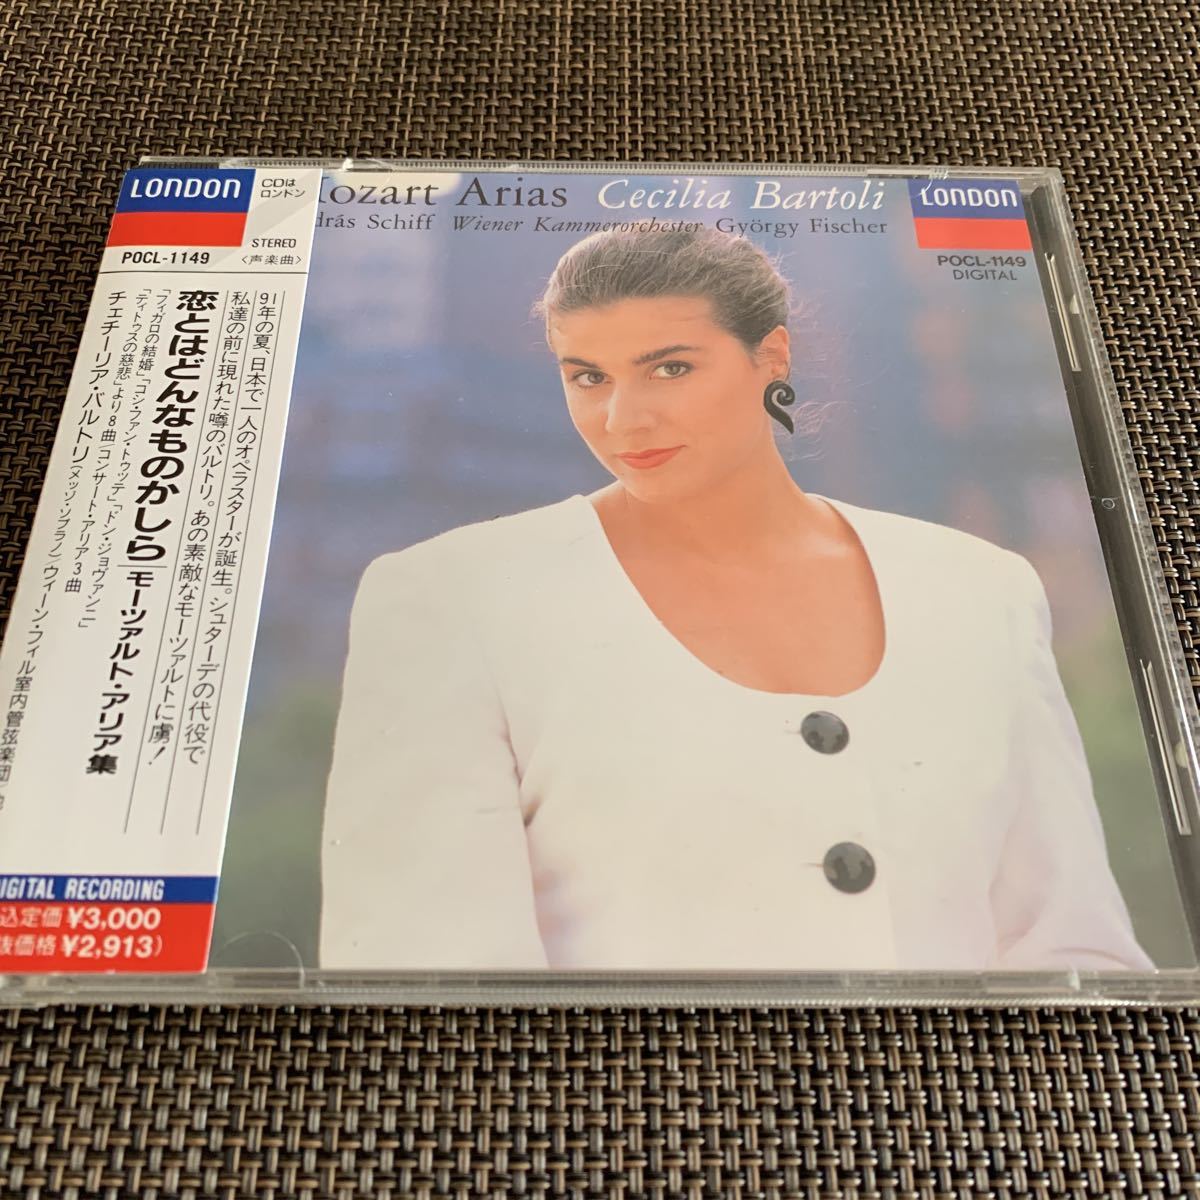 LONDON
CDは
ロンドン
STEREO
POCL-1149
〈声楽曲〉
91年の夏、日本で一人のオペラスターが誕生。シュターデの代役で
私達の前に現れた噂のバルトリ。あの素敵なモーツァルトに虜!
恋とはどんなものかしら モーツァルト・アリア集
「フィガロの結婚」「コシ・ファン・トゥッテ」「ドン・ジョヴァンニ」
「ティトゥスの慈悲」より8曲/コンサート・アリア3曲
チェチーリア・バルトリ(メッゾ・ソプラノ)/ウィーン・フィル室内管弦楽団
DIGITAL RECORDING
込定価¥3,000
抜価格¥2,913)
Mozart Arias Cecilia Bartoli
drás Schiff Wiener Kammerorchester György Fischer
LONDON
POCL-1149
DIGITAL